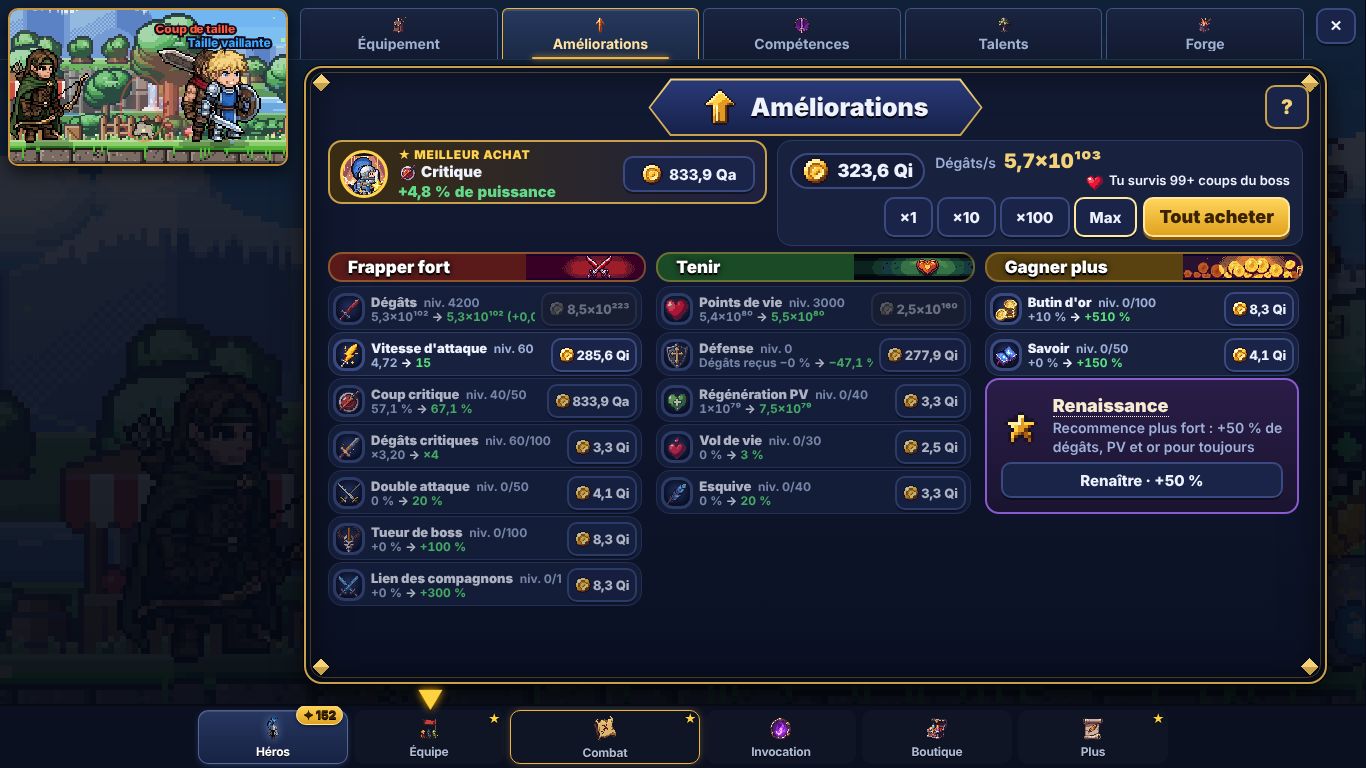 Coup de taille
Taille vaillante
Équipement
Améliorations
Compétences
Talents
Forge
×
Améliorations
?
★ MEILLEUR ACHAT
Critique
+4,8 % de puissance
833,9 Qa
323,6 Qi
Dégâts/s 5,7×10¹⁰³
Tu survis 99+ coups du boss
×1
×10
×100
Max
Tout acheter
Frapper fort
Dégâts niv. 4200
5,3×10¹⁰² → 5,3×10¹⁰² (+0,0
8,5×10²²³
Vitesse d'attaque niv. 60
4,72 → 15
285,6 Qi
Coup critique niv. 40/50
57,1 % → 67,1 %
833,9 Qa
Dégâts critiques niv. 60/100
×3,20 → ×4
3,3 Qi
Double attaque niv. 0/50
0 % → 20 %
4,1 Qi
Tueur de boss niv. 0/100
+0 % → +100 %
8,3 Qi
Lien des compagnons niv. 0/1
+0 % → +300 %
8,3 Qi
Tenir
Points de vie niv. 3000
5,4×10⁸⁰ → 5,5×10⁸⁰
2,5×10¹⁶⁰
Défense niv. 0
Dégâts reçus −0 % → −47,1 %
277,9 Qi
Régénération PV niv. 0/40
1×10⁷⁹ → 7,5×10⁷⁹
3,3 Qi
Vol de vie niv. 0/30
0 % → 3 %
2,5 Qi
Esquive niv. 0/40
0 % → 20 %
3,3 Qi
Gagner plus
Butin d'or niv. 0/100
+10 % → +510 %
8,3 Qi
Savoir niv. 0/50
+0 % → +150 %
4,1 Qi
Renaissance
Recommence plus fort : +50 % de
dégâts, PV et or pour toujours
Renaître · +50 %
Héros
152
Équipe
Combat
Invocation
Boutique
Plus